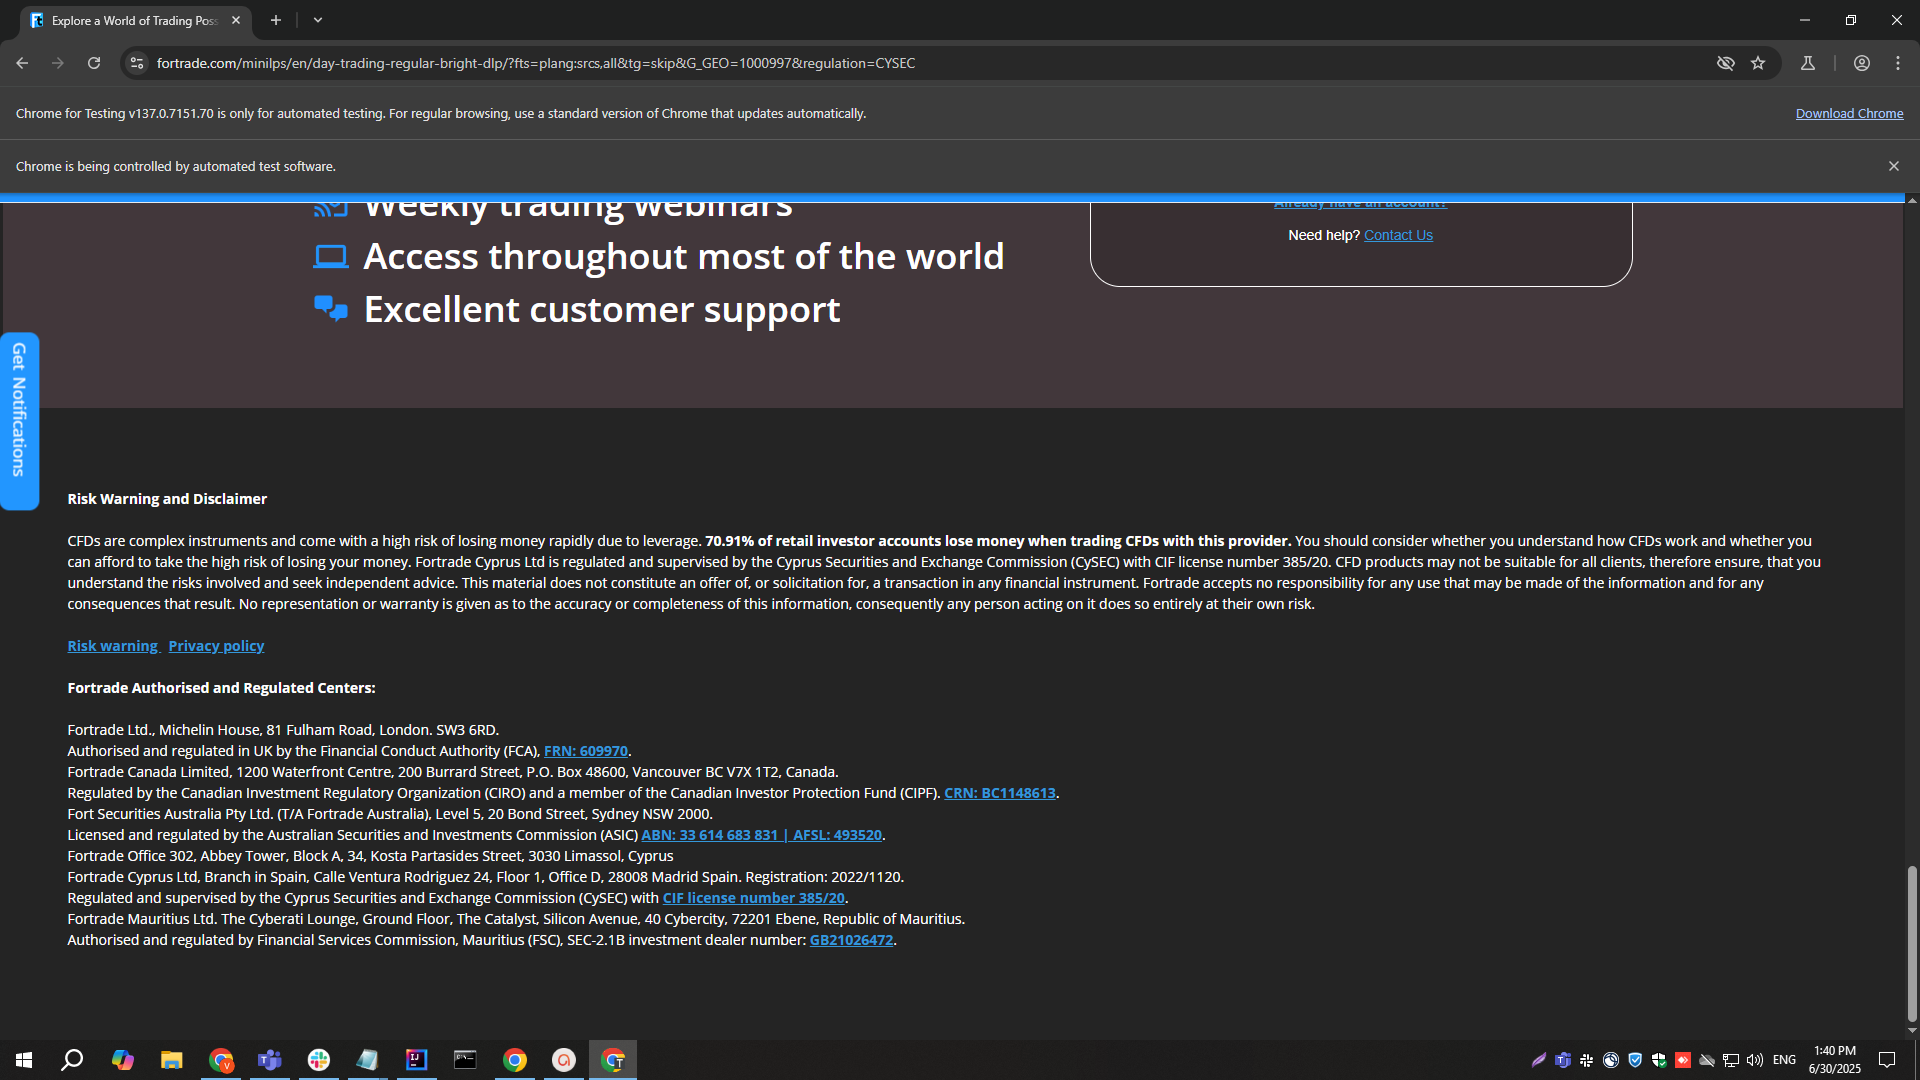 Explore a World of Trading Poss
fortrade.com/minilps/en/day-trading-regular-bright-dlp/?fts=plang:srcs,all&tg=skip&G_GEO=1000997&regulation=CYSEC
Chrome for Testing v137.0.7151.70 is only for automated testing. For regular browsing, use a standard version of Chrome that updates automatically.
Download Chrome
Chrome is being controlled by automated test software.
Weekly trading webinars
Already have an account?
Need help? Contact Us
Access throughout most of the world
Excellent customer support
Get Notifications
Risk Warning and Disclaimer
CFDs are complex instruments and come with a high risk of losing money rapidly due to leverage. 70.91% of retail investor accounts lose money when trading CFDs with this provider. You should consider whether you understand how CFDs work and whether you
can afford to take the high risk of losing your money. Fortrade Cyprus Ltd is regulated and supervised by the Cyprus Securities and Exchange Commission (CySEC) with CIF license number 385/20. CFD products may not be suitable for all clients, therefore ensure, that you
understand the risks involved and seek independent advice. This material does not constitute an offer of, or solicitation for, a transaction in any financial instrument. Fortrade accepts no responsibility for any use that may be made of the information and for any
consequences that result. No representation or warranty is given as to the accuracy or completeness of this information, consequently any person acting on it does so entirely at their own risk.
Risk warning Privacy policy
Fortrade Authorised and Regulated Centers:
Fortrade Ltd., Michelin House, 81 Fulham Road, London. SW3 6RD.
Authorised and regulated in UK by the Financial Conduct Authority (FCA), FRN: 609970.
Fortrade Canada Limited, 1200 Waterfront Centre, 200 Burrard Street, P.O. Box 48600, Vancouver BC V7X 1T2, Canada.
Regulated by the Canadian Investment Regulatory Organization (CIRO) and a member of the Canadian Investor Protection Fund (CIPF). CRN: BC1148613.
Fort Securities Australia Pty Ltd. (T/A Fortrade Australia), Level 5, 20 Bond Street, Sydney NSW 2000.
Licensed and regulated by the Australian Securities and Investments Commission (ASIC) ABN: 33 614 683 831 | AFSL: 493520.
Fortrade Office 302, Abbey Tower, Block A, 34, Kosta Partasides Street, 3030 Limassol, Cyprus
Fortrade Cyprus Ltd, Branch in Spain, Calle Ventura Rodriguez 24, Floor 1, Office D, 28008 Madrid Spain. Registration: 2022/1120.
Regulated and supervised by the Cyprus Securities and Exchange Commission (CySEC) with CIF license number 385/20.
Fortrade Mauritius Ltd. The Cyberati Lounge, Ground Floor, The Catalyst, Silicon Avenue, 40 Cybercity, 72201 Ebene, Republic of Mauritius.
Authorised and regulated by Financial Services Commission, Mauritius (FSC), SEC-2.1B investment dealer number: GB21026472.
ENG
1:40 PM
6/30/2025